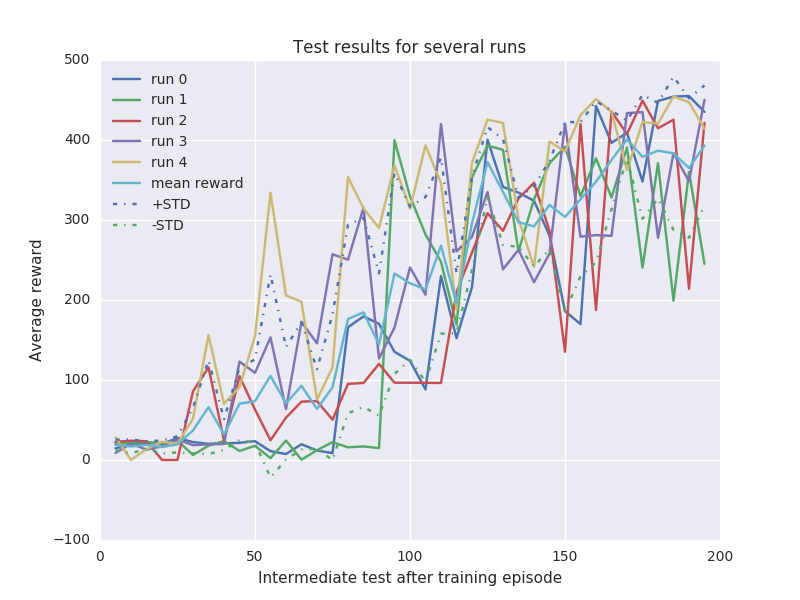 Test results for several runs
500
400
300
200
100
0
−100
0 50 100 150 200
Average reward
Intermediate test after training episode
run 0
run 1
run 2
run 3
run 4
mean reward
+STD
-STD